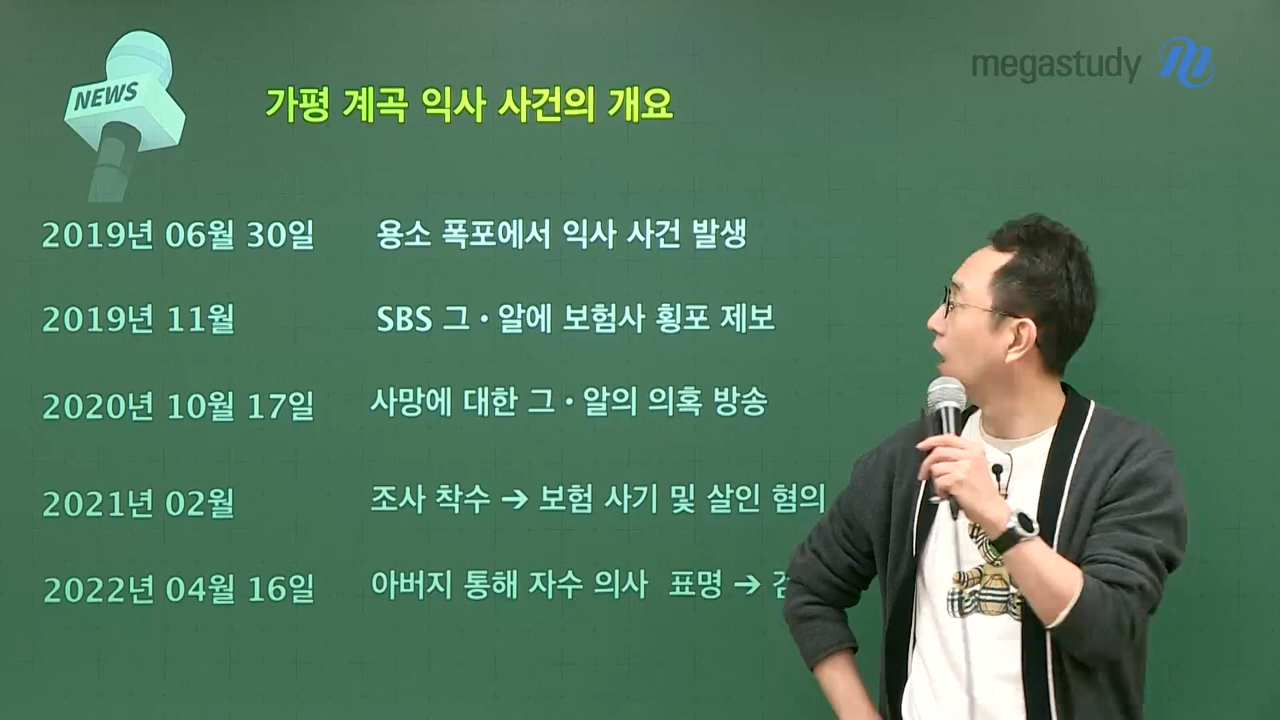 megastudy
NEWS
가평 계곡 익사 사건의 개요
2019년 06월 30일 용소 폭포에서 익사 사건 발생
2019년 11월 SBS 그·알에 보험사 횡포 제보
2020년 10월 17일 사망에 대한 그·알의 의혹 방송
2021년 02월 조사 착수 ➔ 보험 사기 및 살인 혐의
2022년 04월 16일 아버지 통해 자수 의사 표명 ➔